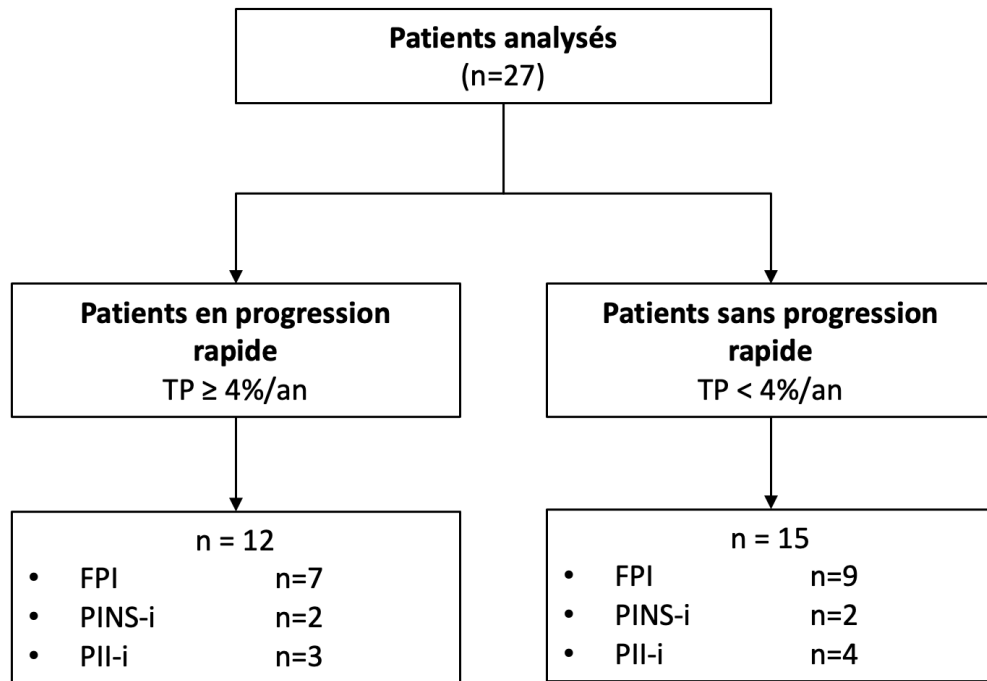 Patients analysés
(n=27)
Patients en progression
rapide
TP ≥ 4%/an
Patients sans progression
rapide
TP < 4%/an
n = 12
• FPI n=7
• PINS-i n=2
• PII-i n=3
n = 15
• FPI n=9
• PINS-i n=2
• PII-i n=4